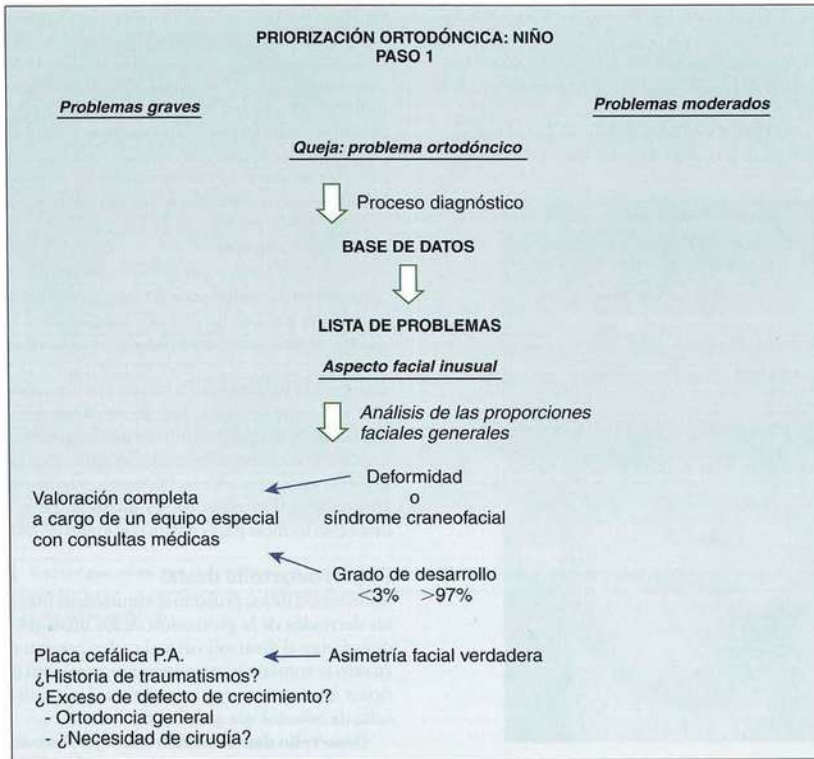 PRIORIZACIÓN ORTODÓNCICA: NIÑO
PASO 1
Problemas graves
Problemas moderados
Queja: problema ortodóncico
Proceso diagnóstico
BASE DE DATOS
LISTA DE PROBLEMAS
Aspecto facial inusual
Análisis de las proporciones
faciales generales
Deformidad
o
síndrome craneofacial
Valoración completa
a cargo de un equipo especial
con consultas médicas
Grado de desarrollo
<3% >97%
Placa cefálica P.A.
Asimetría facial verdadera
¿Historia de traumatismos?
¿Exceso de defecto de crecimiento?
- Ortodoncia general
- ¿Necesidad de cirugía?